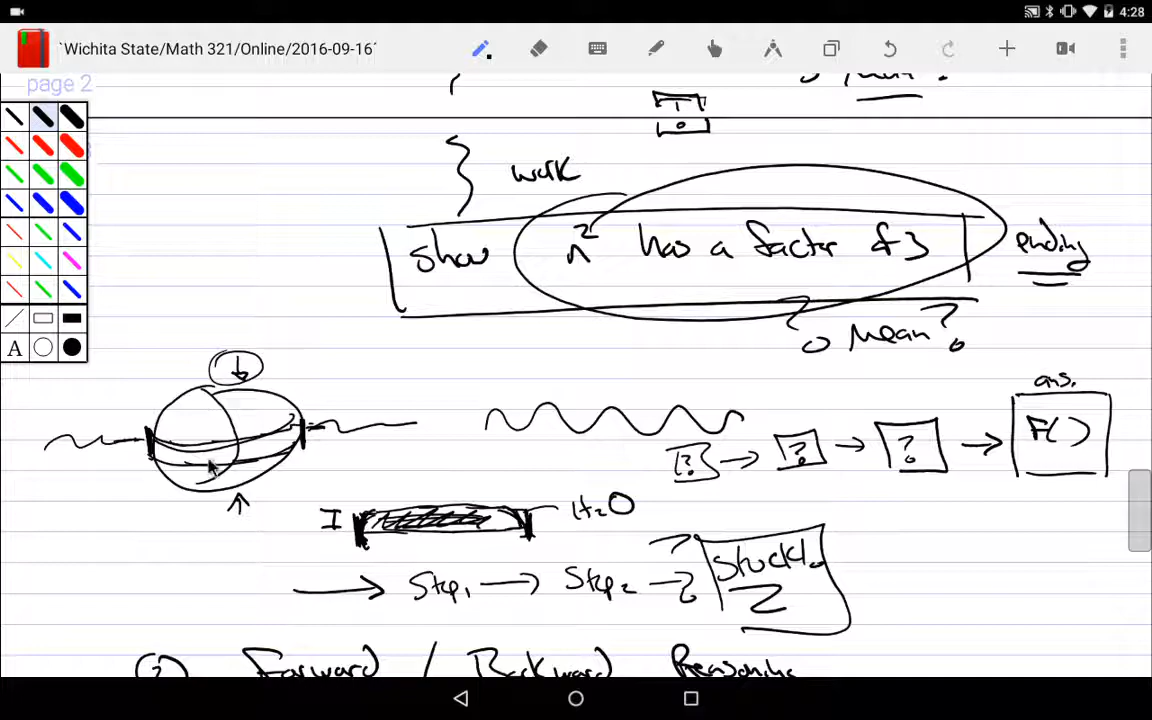 4:28
`Wichita State/Math 321/Online/2016-09-16`
page 2
work
show n² has a factor of 3
ending
Mean?
ans.
? → ? → ? → F( )
I H₂O
→ Step1 → Step2 → Stuck!
Forward / Backward Reasoning
A